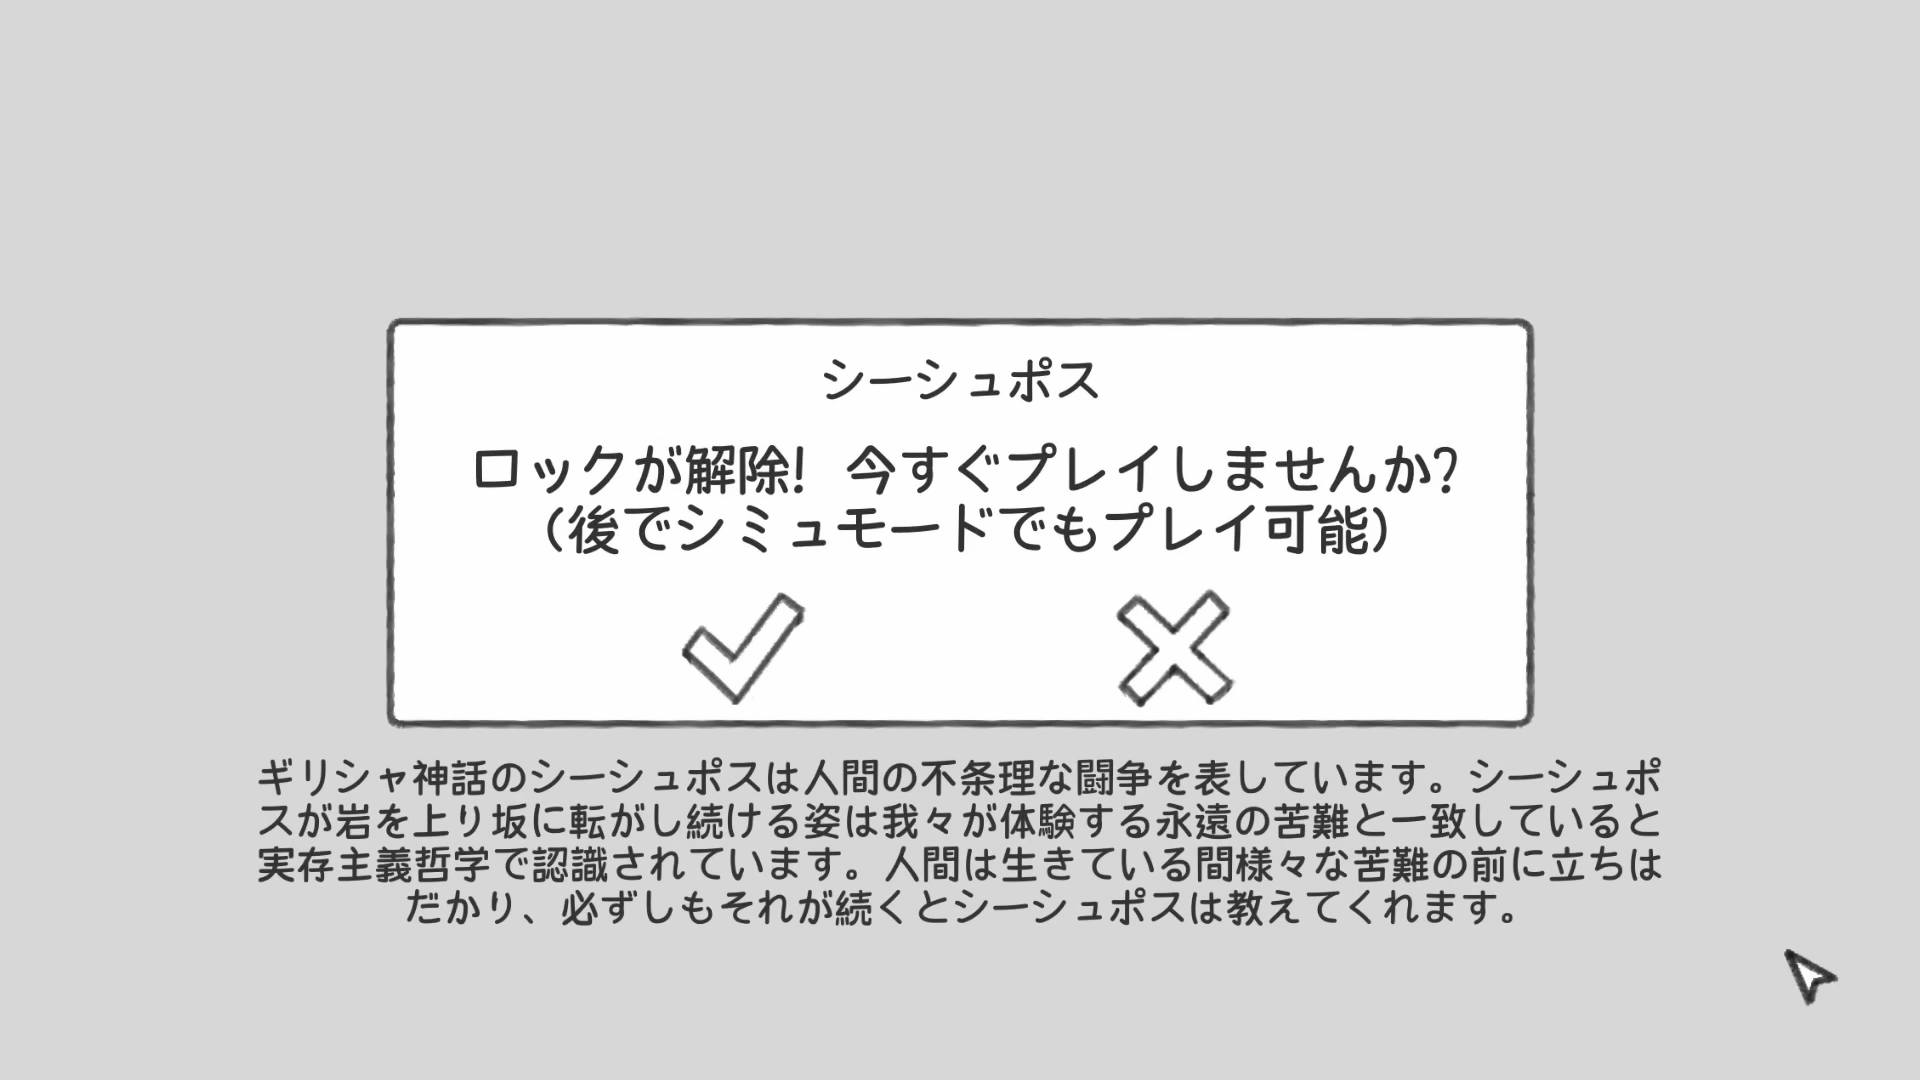 シーシュポス
ロックが解除! 今すぐプレイしませんか?
(後でシミュモードでもプレイ可能)
ギリシャ神話のシーシュポスは人間の不条理な闘争を表しています。シーシュポ
スが岩を上り坂に転がし続ける姿は我々が体験する永遠の苦難と一致していると
実存主義哲学で認識されています。人間は生きている間様々な苦難の前に立ちは
だかり、必ずしもそれが続くとシーシュポスは教えてくれます。